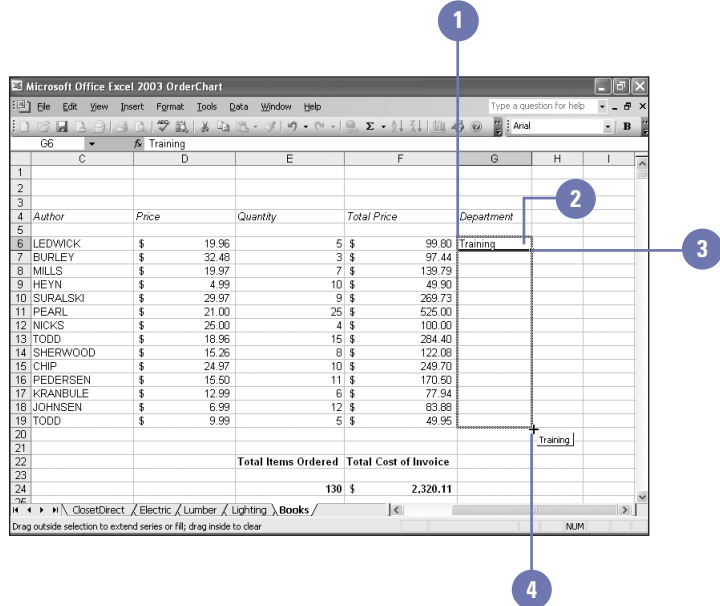 1
Microsoft Office Excel 2003 OrderChart
File Edit View Insert Format Tools Data Window Help Type a question for help
Σ Arial B
G6 fx Training
C D E F G H I
1
2
3
4 Author Price Quantity Total Price Department
5
6 LEDWICK $ 19.96 5 $ 99.80 Training
7 BURLEY $ 32.48 3 $ 97.44
8 MILLS $ 19.97 7 $ 139.79
9 HEYN $ 4.99 10 $ 49.90
10 SURALSKI $ 29.97 9 $ 269.73
11 PEARL $ 21.00 25 $ 525.00
12 NICKS $ 25.00 4 $ 100.00
13 TODD $ 18.96 15 $ 284.40
14 SHERWOOD $ 15.26 8 $ 122.08
15 CHIP $ 24.97 10 $ 249.70
16 PEDERSEN $ 15.50 11 $ 170.50
17 KRANBULE $ 12.99 6 $ 77.94
18 JOHNSEN $ 6.99 12 $ 83.88
19 TODD $ 9.99 5 $ 49.95
2
3
20
Training
21
22 Total Items Ordered Total Cost of Invoice
23
24 130 $ 2,320.11
ClosetDirect Electric Lumber Lighting Books
Drag outside selection to extend series or fill; drag inside to clear NUM
4